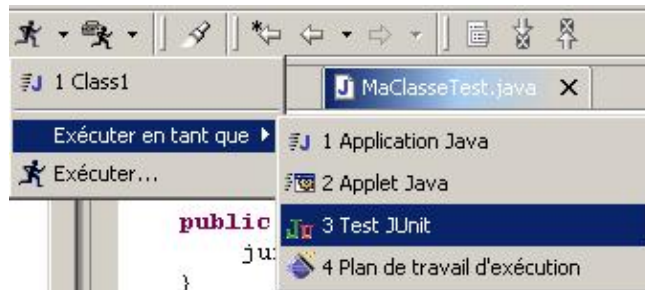 1 Class1
MaClasseTest.java
Exécuter en tant que
1 Application Java
Exécuter...
2 Applet Java
public
3 Test JUnit
4 Plan de travail d'exécution
}